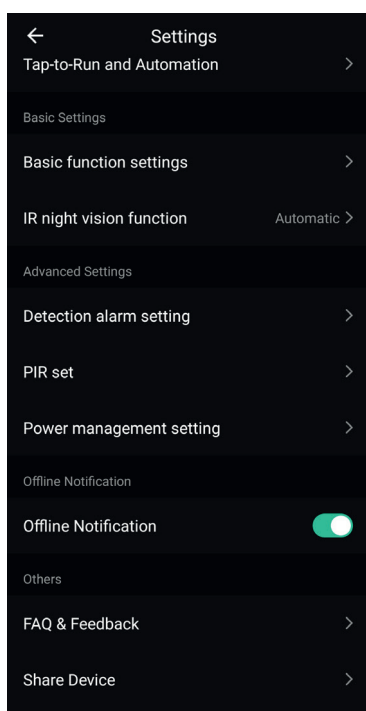 Settings
Tap-to-Run and Automation
Basic Settings
Basic function settings
IR night vision function Automatic
Advanced Settings
Detection alarm setting
PIR set
Power management setting
Offline Notification
Offline Notification
Others
FAQ & Feedback
Share Device